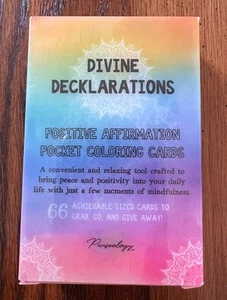 DIVINE
DECKLARATIONS
POSITIVE AFFIRMATION
POCKET COLORING CARDS
A convenient and relaxing tool crafted to
bring peace and positivity into your daily
life with just a few moments of mindfulness.
66 ACHIEVABLE SIZED CARDS TO
GRAB, GO, AND GIVE AWAY!